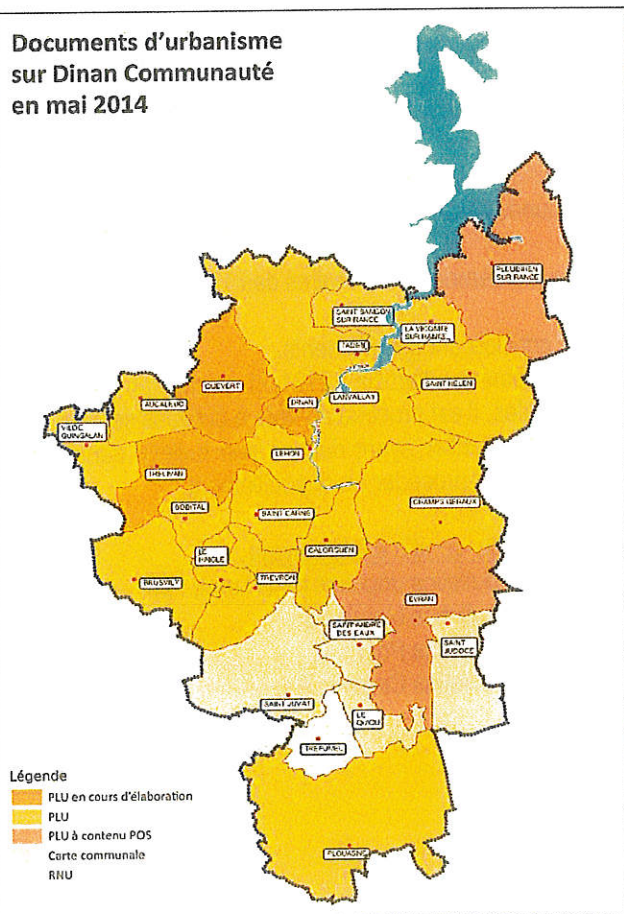 Documents d'urbanisme
sur Dinan Communauté
en mai 2014
PLEUDIHEN
SUR RANCE
SAINT SAMSON
SUR RANCE
LA VICOMTE
SUR RANCE
TADEN
SAINT HELEN
QUEVERT
DINAN
LANVALLAY
AUCALEUC
VILDE
GUINGALAN
LEHON
TRELIVAN
CHAMPS GERAUX
BOBITAL
SAINT CARNE
CALORGUEN
LE
HINGLE
BRUSVILY
TREVRON
EVRAN
SAINT ANDRE
DES EAUX
SAINT
JUDOCE
SAINT JUVAT
LE
QUIOU
TREFUMEL
PLOUASNE
Légende
PLU en cours d'élaboration
PLU
PLU à contenu POS
Carte communale
RNU